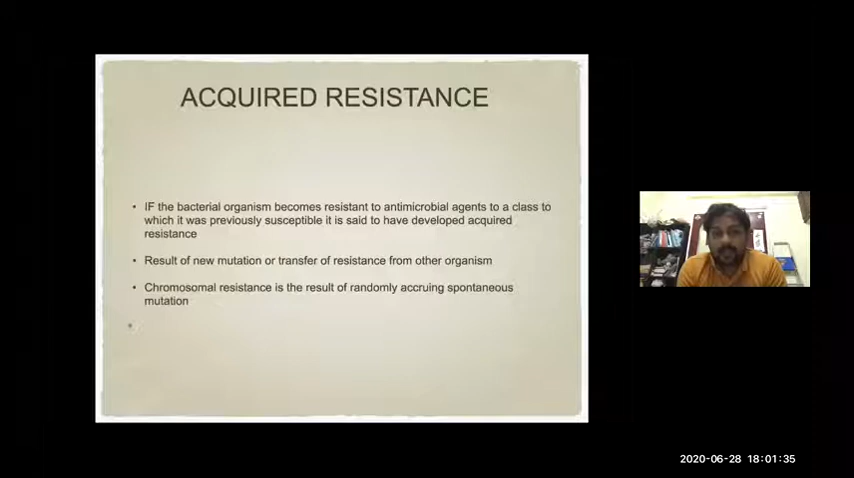 ACQUIRED RESISTANCE
• IF the bacterial organism becomes resistant to antimicrobial agents to a class to
which it was previously susceptible it is said to have developed acquired
resistance
• Result of new mutation or transfer of resistance from other organism
• Chromosomal resistance is the result of randomly accruing spontaneous
mutation
2020-06-28 18:01:35